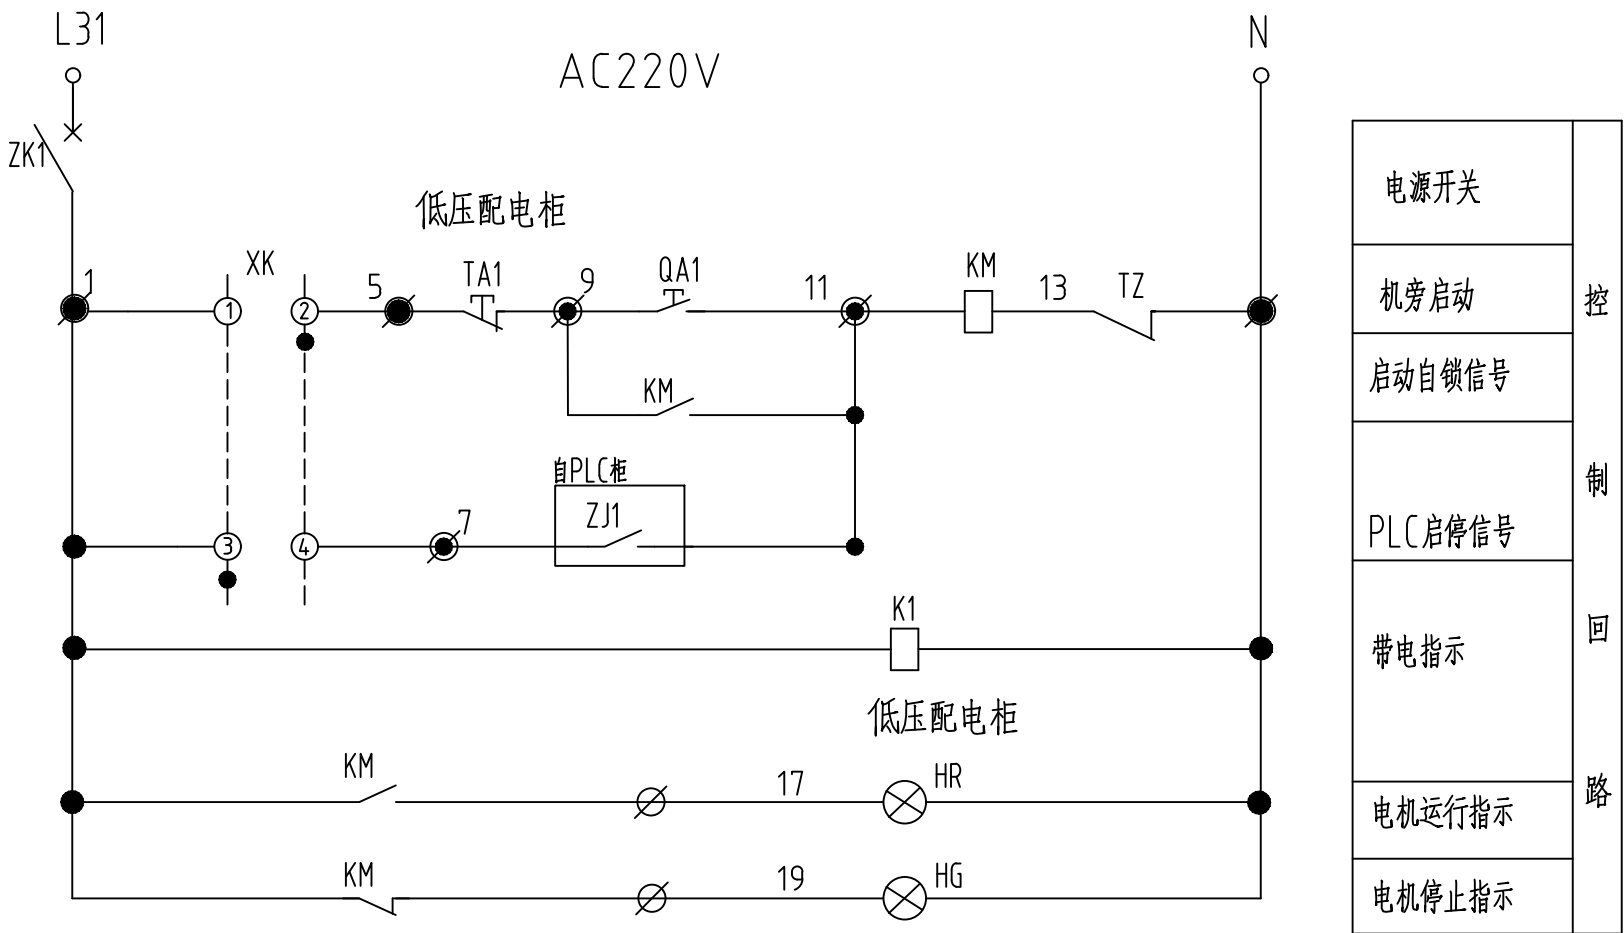 L31
N
AC220V
ZK1
电源开关
低压配电柜
1
XK
5
TA1
9
QA1
11
KM
13
TZ
1
2
机旁启动
控
KM
启动自锁信号
自PLC柜
ZJ1
7
3
4
制
PLC启停信号
K1
带电指示
回
低压配电柜
KM
17
HR
路
电机运行指示
KM
19
HG
电机停止指示